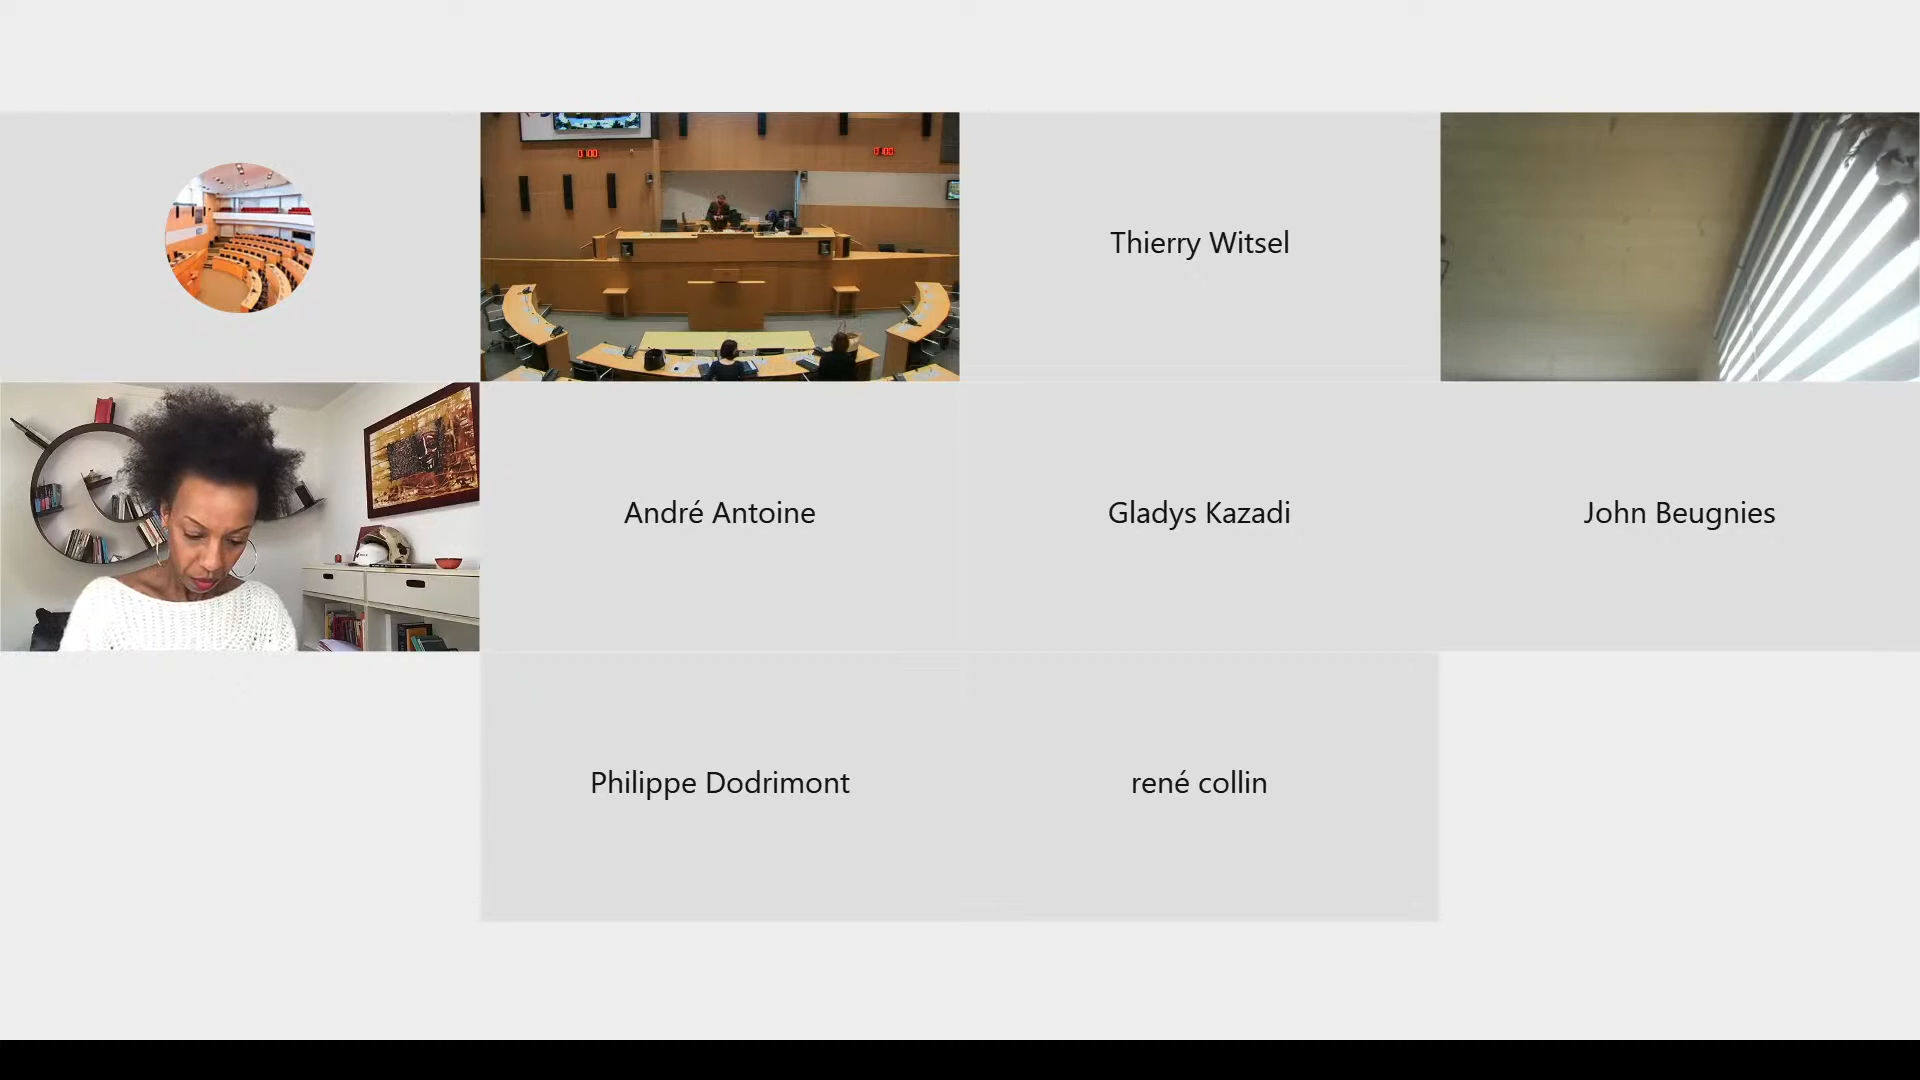 Thierry Witsel
André Antoine
Gladys Kazadi
John Beugnies
Philippe Dodrimont
rené collin